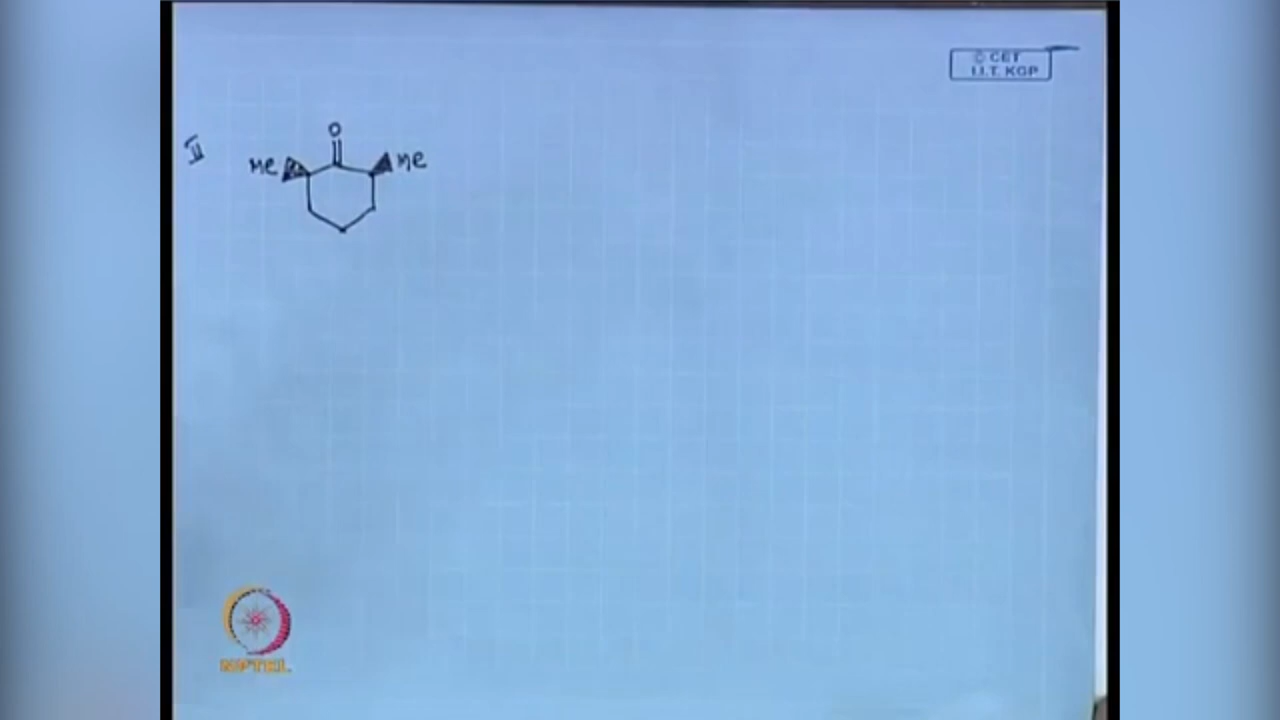 © CET
I.I.T. KGP
O
II Me Me
NPTEL